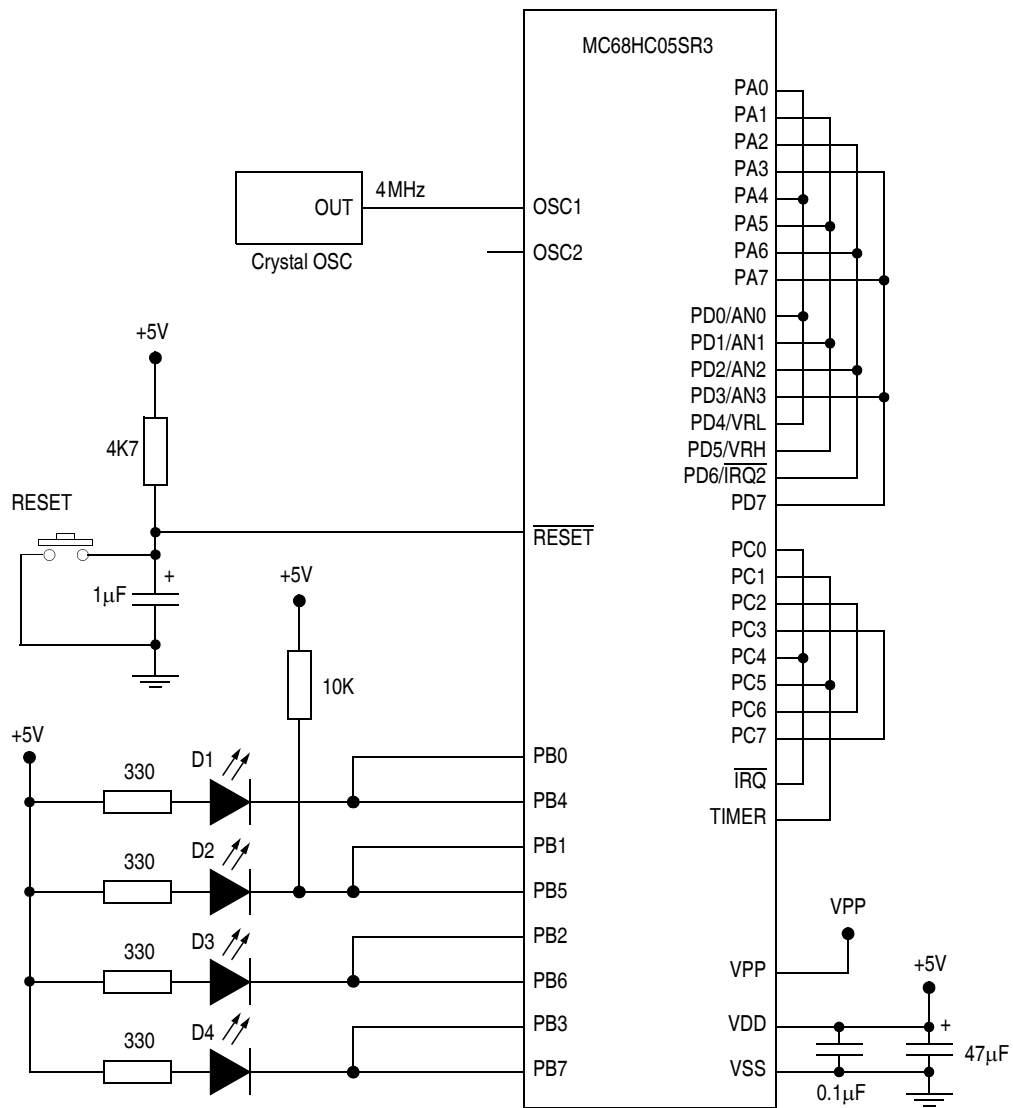 MC68HC05SR3
PA0
PA1
PA2
PA3
PA4
PA5
PA6
PA7
PD0/AN0
PD1/AN1
PD2/AN2
PD3/AN3
PD4/VRL
PD5/VRH
PD6/IRQ2
PD7
PC0
PC1
PC2
PC3
PC4
PC5
PC6
PC7
IRQ
TIMER
VPP
VPP
+5V
VDD
+
47µF
VSS
0.1µF
OUT
4MHz
OSC1
Crystal OSC
OSC2
+5V
4K7
RESET
RESET
+
1µF
+5V
10K
+5V
330
D1
PB0
PB4
330
D2
PB1
PB5
330
D3
PB2
PB6
330
D4
PB3
PB7